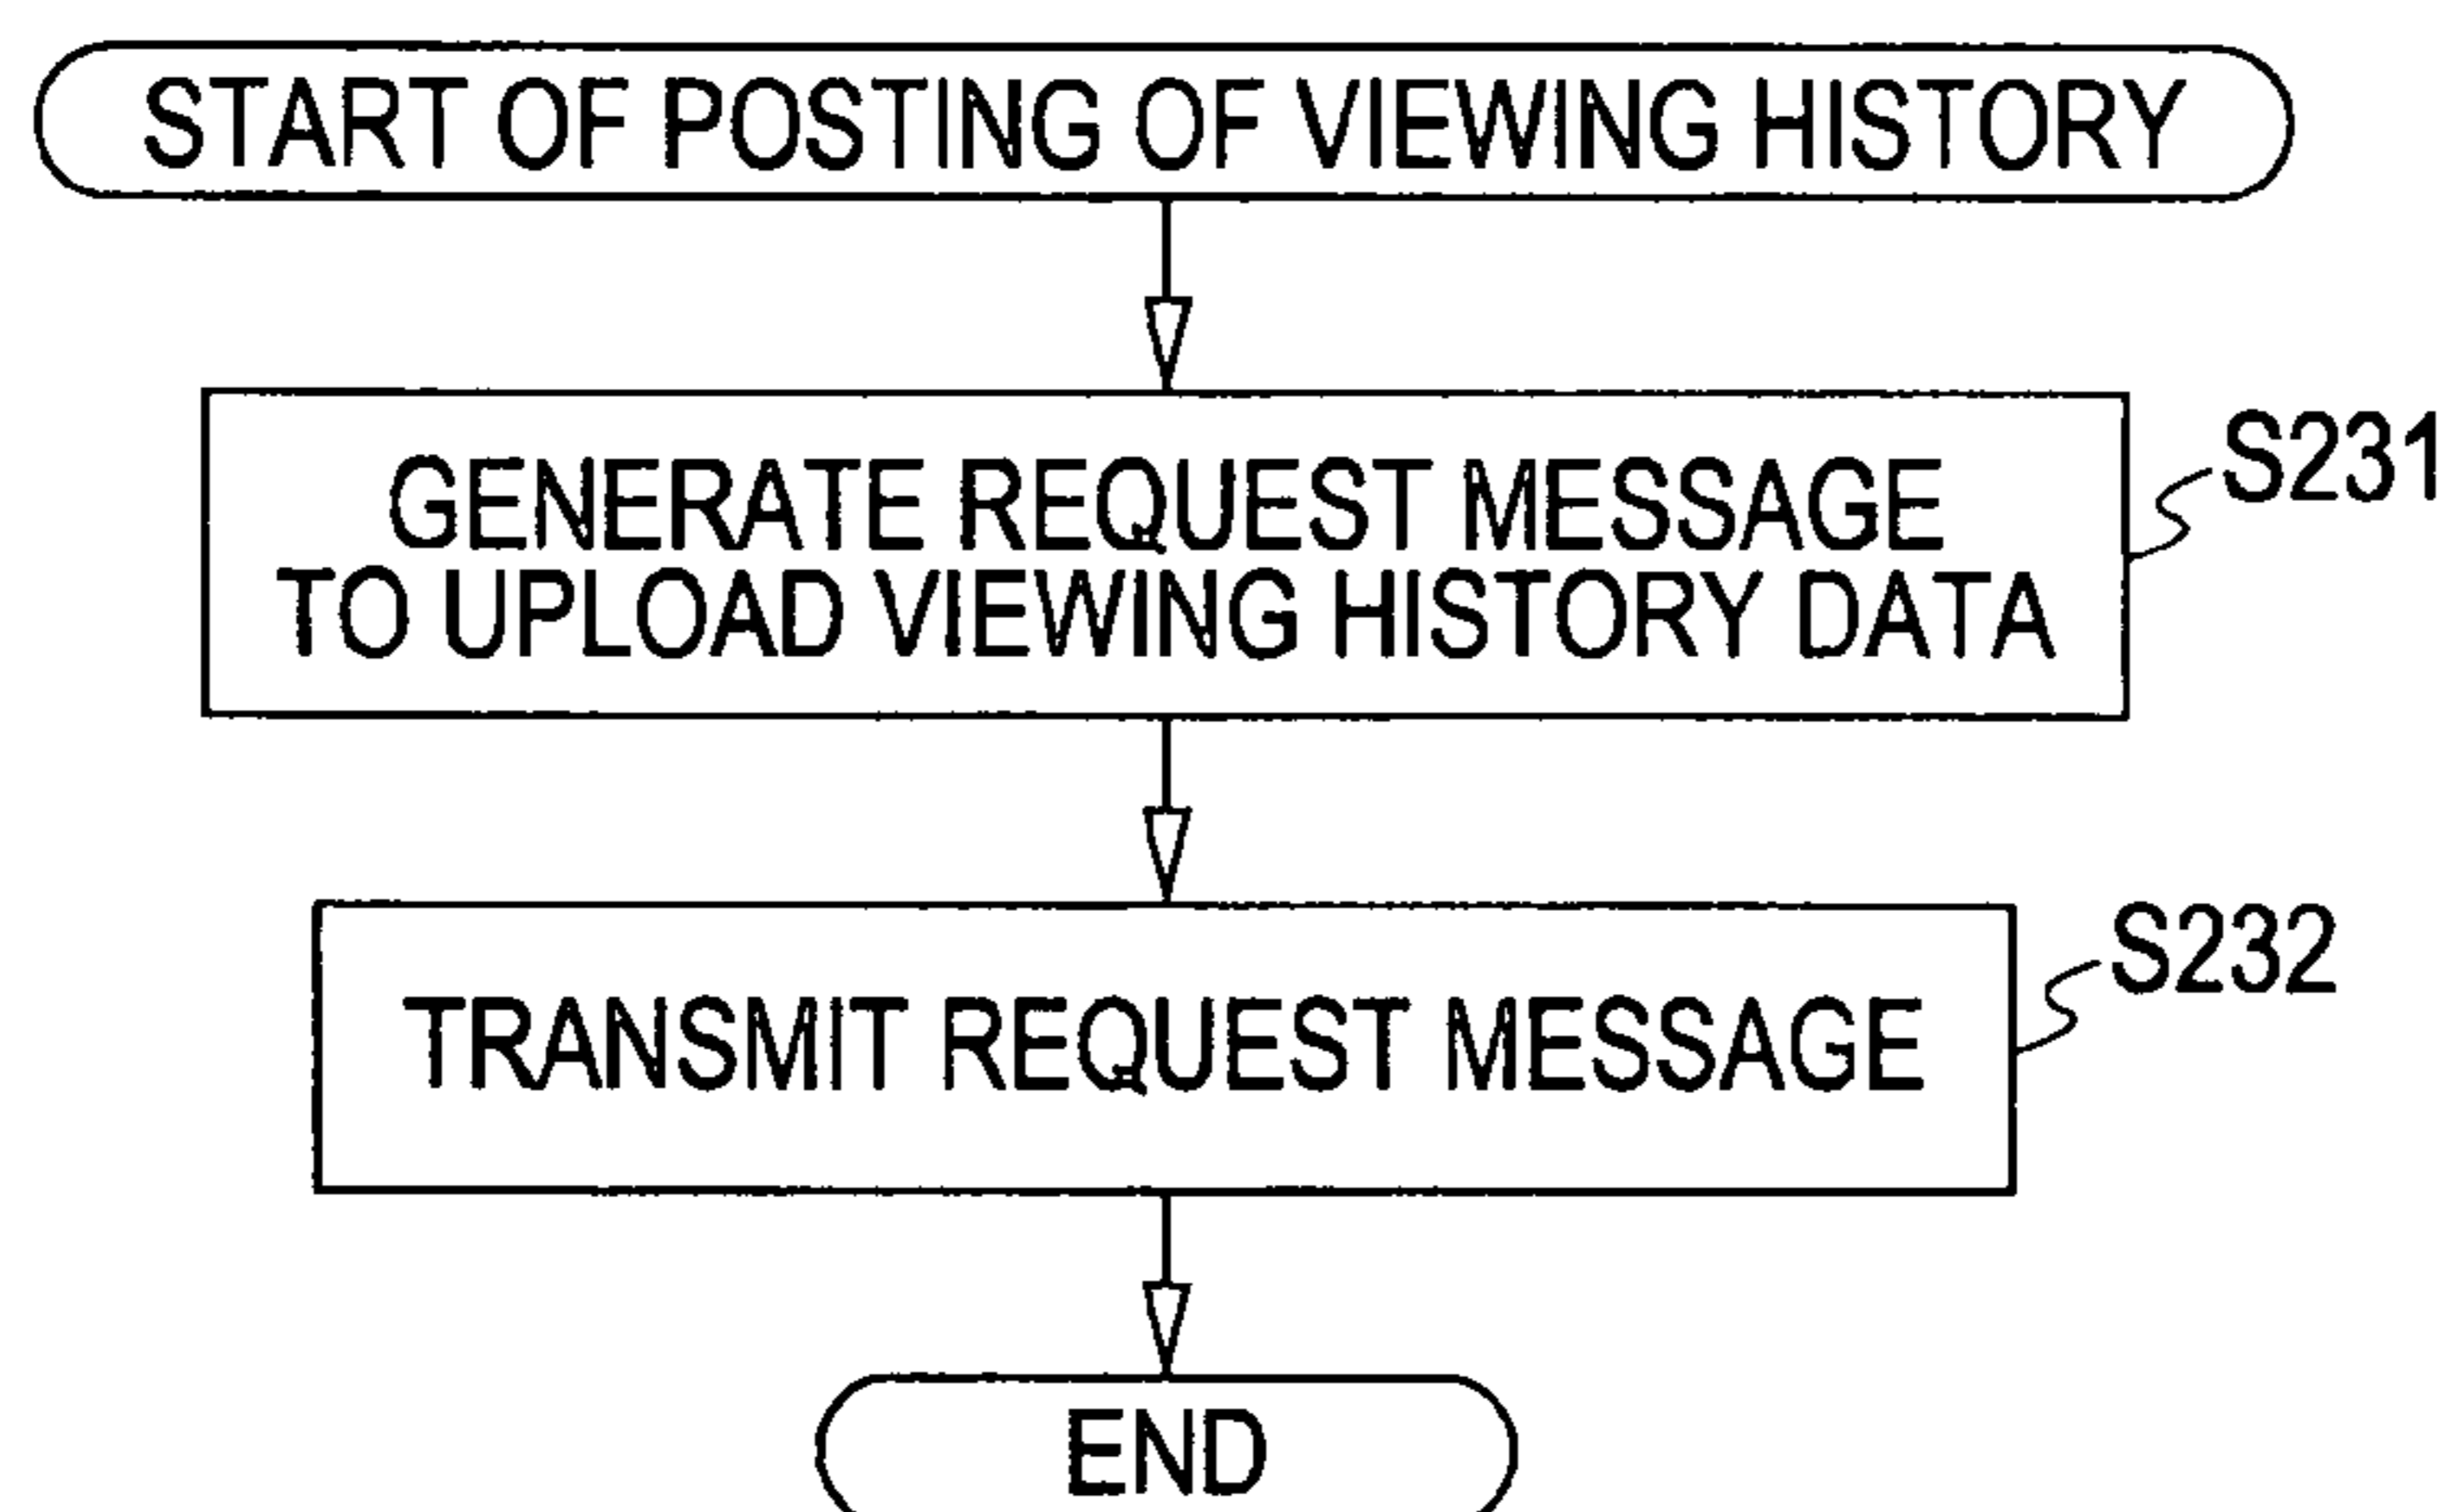 START OF POSTING OF VIEWING HISTORY
GENERATE REQUEST MESSAGE
TO UPLOAD VIEWING HISTORY DATA
S231
TRANSMIT REQUEST MESSAGE
S232
END